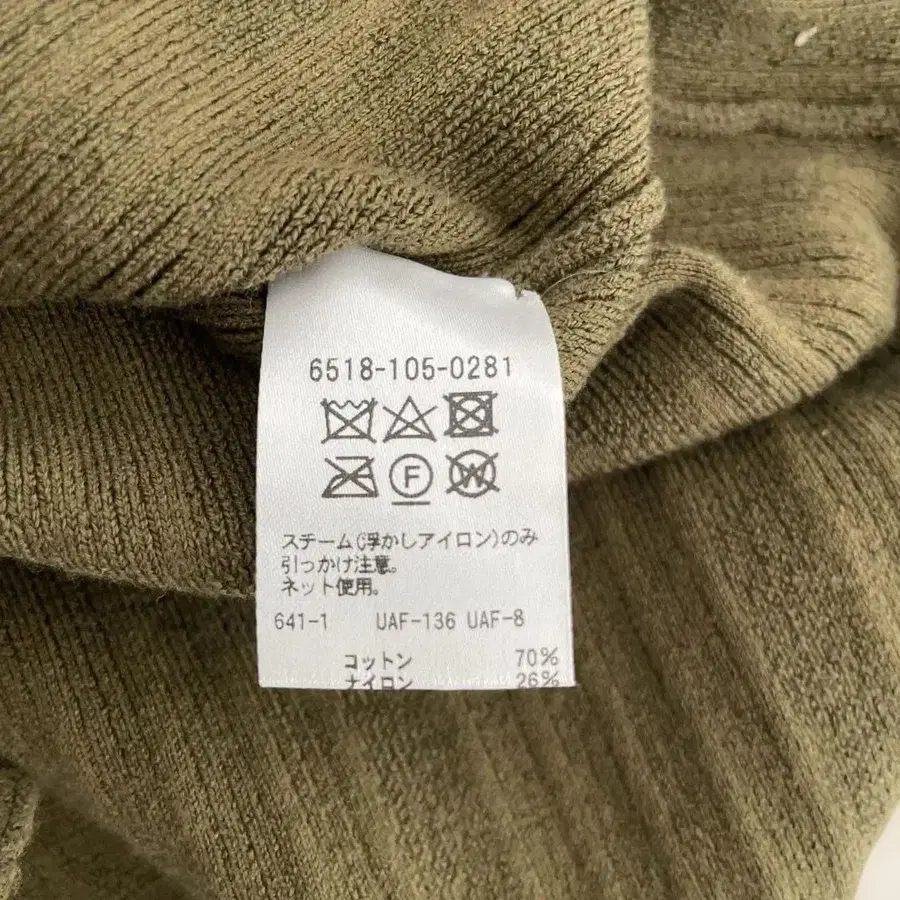 6518-105-0281
F W
スチーム(浮かしアイロン)のみ
引っかけ注意。
ネット使用。
641-1 UAF-136 UAF-8
コットン 70%
ナイロン 26%